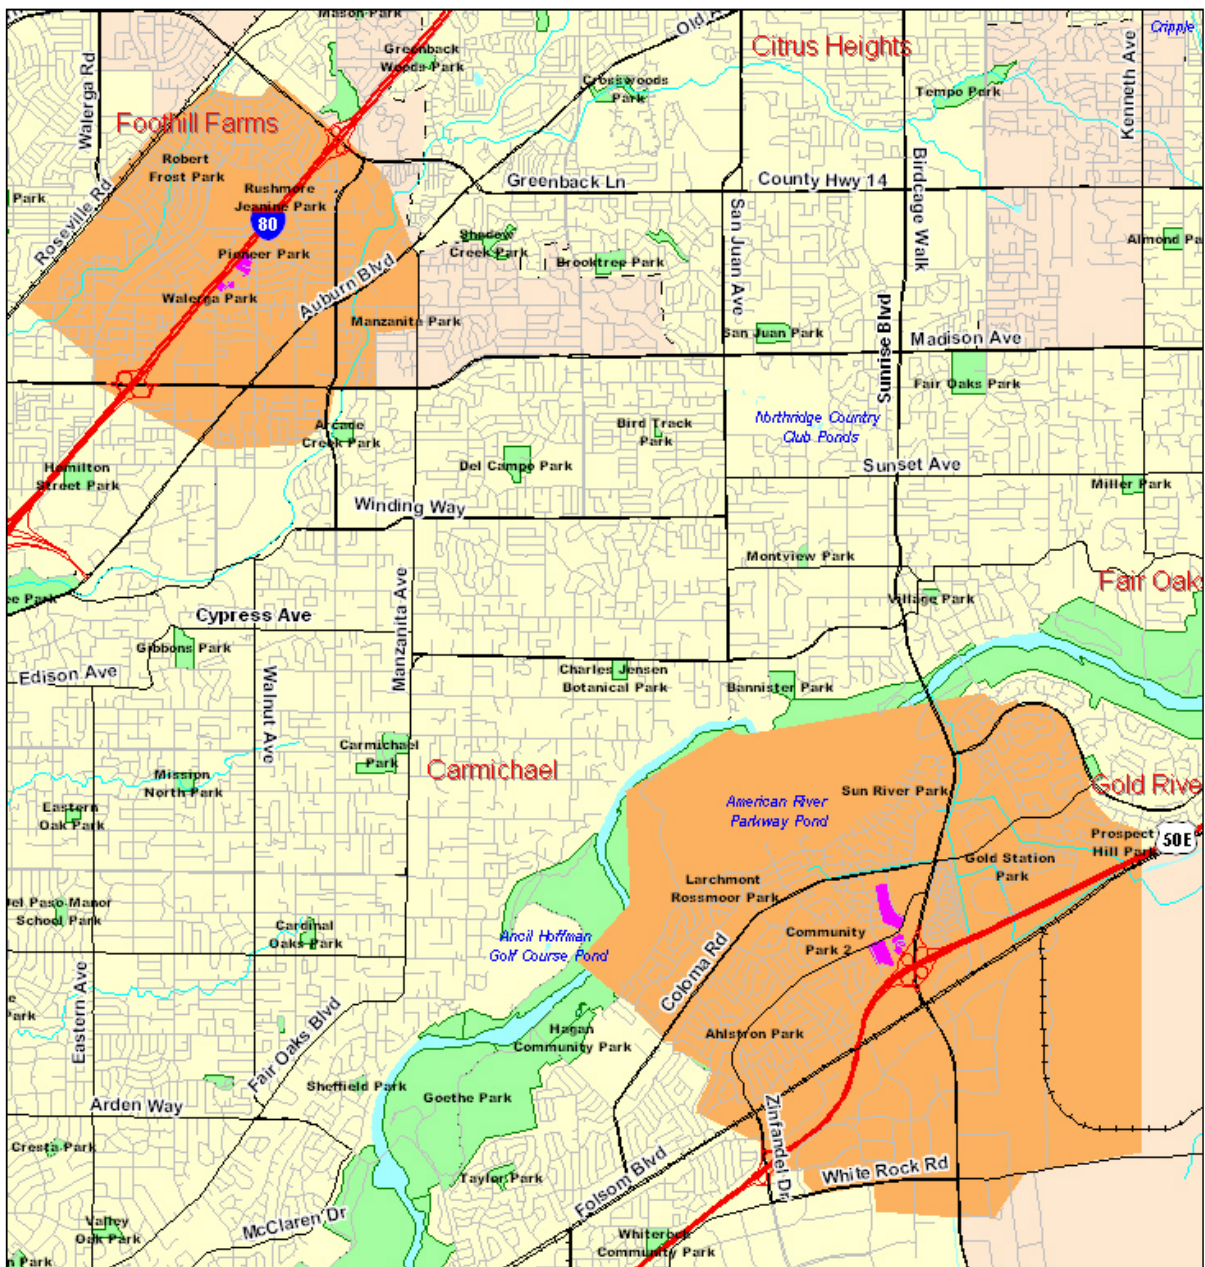 Mason Park
Old A
Cripple
Citrus Heights
Greenback
Woods Park
Walerga Rd
Kenneth Ave
Crosswoods
Park
Tempo Park
Foothill Farms
Robert
Frost Park
Birdcage Walk
Greenback Ln
County Hwy 14
Rushmore
Jeanine Park
Park
Roseville Rd
80
San Juan Ave
Shadow
Creek Park
Almond Pa
Pioneer Park
Brooktree Park
Auburn Blvd
Walerga Park
Manzanita Park
San Juan Park
Sunrise Blvd
Madison Ave
Fair Oaks Park
Northridge Country
Club Ponds
Arcade
Creek Park
Bird Track
Park
Hamilton
Street Park
Del Campo Park
Sunset Ave
Miller Park
Winding Way
Montview Park
Fair Oaks
ee Park
Village Park
Cypress Ave
Manzanita Ave
Gibbons Park
Edison Ave
Charles Jensen
Botanical Park
Bannister Park
Walnut Ave
Carmichael
Park
Carmichael
Mission
North Park
Sun River Park
Gold Rive
Eastern
Oak Park
American River
Parkway Pond
Prospect
Hill Park
50E
Gold Station
Park
Larchmont
Rossmoor Park
Del Paso Manor
School Park
Cardinal
Oaks Park
Community
Park 2
Ancil Hoffman
Golf Course Pond
Coloma Rd
Eastern Ave
e
Park
Fair Oaks Blvd
Hagan
Community Park
Ahlstron Park
Sheffield Park
Goethe Park
Arden Way
Zinfandel Dr
Cresta Park
Taylor Park
Folsom Blvd
White Rock Rd
Valley
Oak Park
McClaren Dr
Whiterock
Community Park
n Park